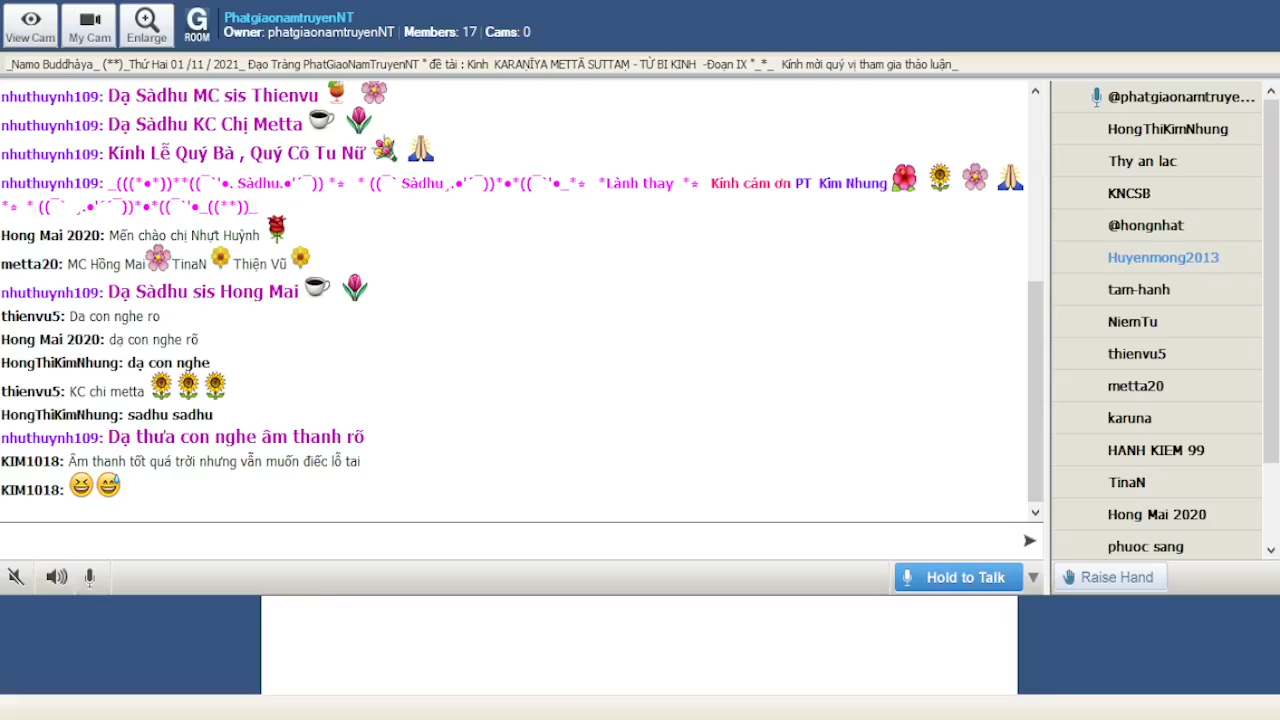 View Cam
My Cam
Enlarge
G
ROOM
PhatgiaonamtruyenNT
Owner: phatgiaonamtruyenNT | Members: 17 | Cams: 0
_Namo Buddhàya_ (**)_Thứ Hai 01 /11 / 2021_ Đạo Tràng PhatGiaoNamTruyenNT " đề tài : Kinh KARAṆĪYA METTĀ SUTTAṂ - TỪ BI KINH -Đoạn IX "_*_ Kính mời quý vị tham gia thảo luận_
nhuthuynh109: Dạ Sàdhu MC sis Thienvu
nhuthuynh109: Dạ Sàdhu KC Chị Metta
nhuthuynh109: Kính Lễ Quý Bà , Quý Cô Tu Nữ
nhuthuynh109: _(((*•*))**((¯`'•. Sàdhu.•'´¯)) *⭐ * ((¯` Sàdhu¸.•'´¯))*•*((¯`'•_*⭐ *Lành thay *⭐ Kính cám ơn PT Kim Nhung
*⭐ * ((¯` ¸.•'´¯))*•*((¯`'•_((**))_
Hong Mai 2020: Mến chào chị Nhựt Huỳnh
metta20: MC Hồng Mai TinaN Thiện Vũ
nhuthuynh109: Dạ Sàdhu sis Hong Mai
thienvu5: Da con nghe ro
Hong Mai 2020: dạ con nghe rõ
HongThiKimNhung: dạ con nghe
thienvu5: KC chi metta
HongThiKimNhung: sadhu sadhu
nhuthuynh109: Dạ thưa con nghe âm thanh rõ
KIM1018: Âm thanh tốt quá trời nhưng vẫn muốn điếc lỗ tai
KIM1018:
Hold to Talk
@phatgiaonamtruye...
HongThiKimNhung
Thy an lac
KNCSB
@hongnhat
Huyenmong2013
tam-hanh
NiemTu
thienvu5
metta20
karuna
HANH KIEM 99
TinaN
Hong Mai 2020
phuoc sang
Raise Hand